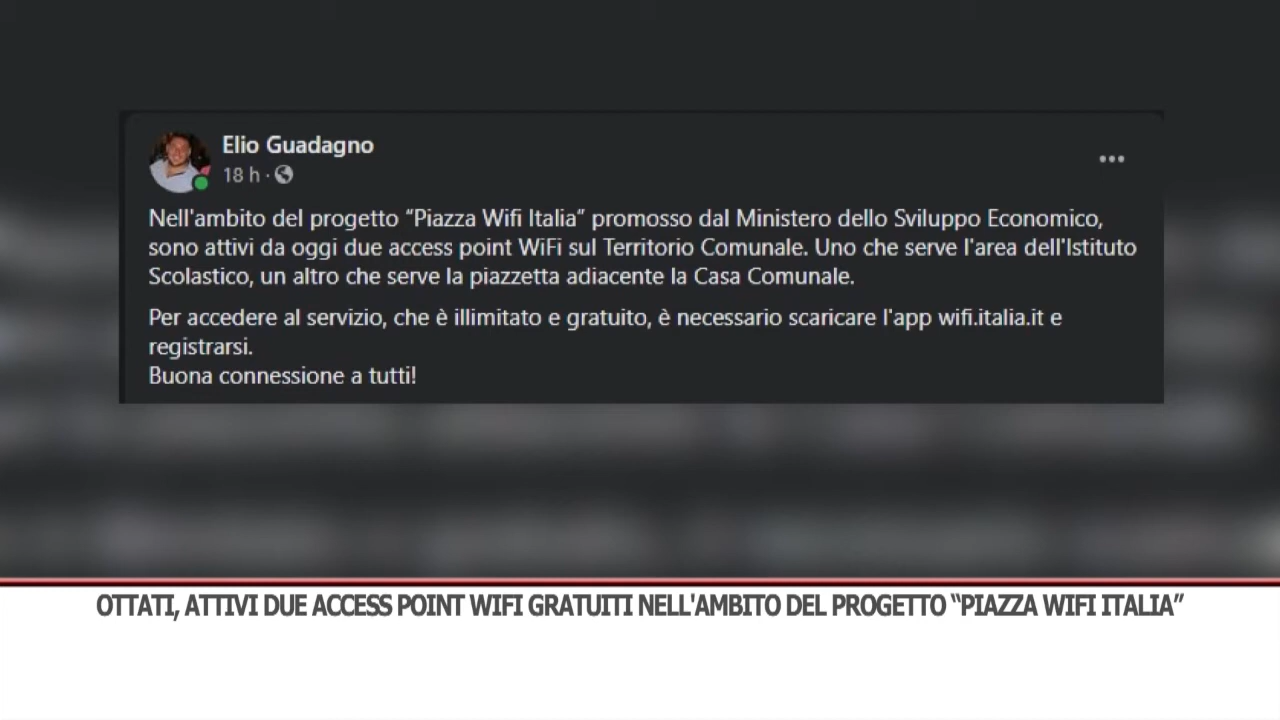 Elio Guadagno
18 h ·
Nell'ambito del progetto “Piazza Wifi Italia” promosso dal Ministero dello Sviluppo Economico,
sono attivi da oggi due access point WiFi sul Territorio Comunale. Uno che serve l'area dell'Istituto
Scolastico, un altro che serve la piazzetta adiacente la Casa Comunale.
Per accedere al servizio, che è illimitato e gratuito, è necessario scaricare l'app wifi.italia.it e
registrarsi.
Buona connessione a tutti!
OTTATI, ATTIVI DUE ACCESS POINT WIFI GRATUITI NELL'AMBITO DEL PROGETTO “PIAZZA WIFI ITALIA”